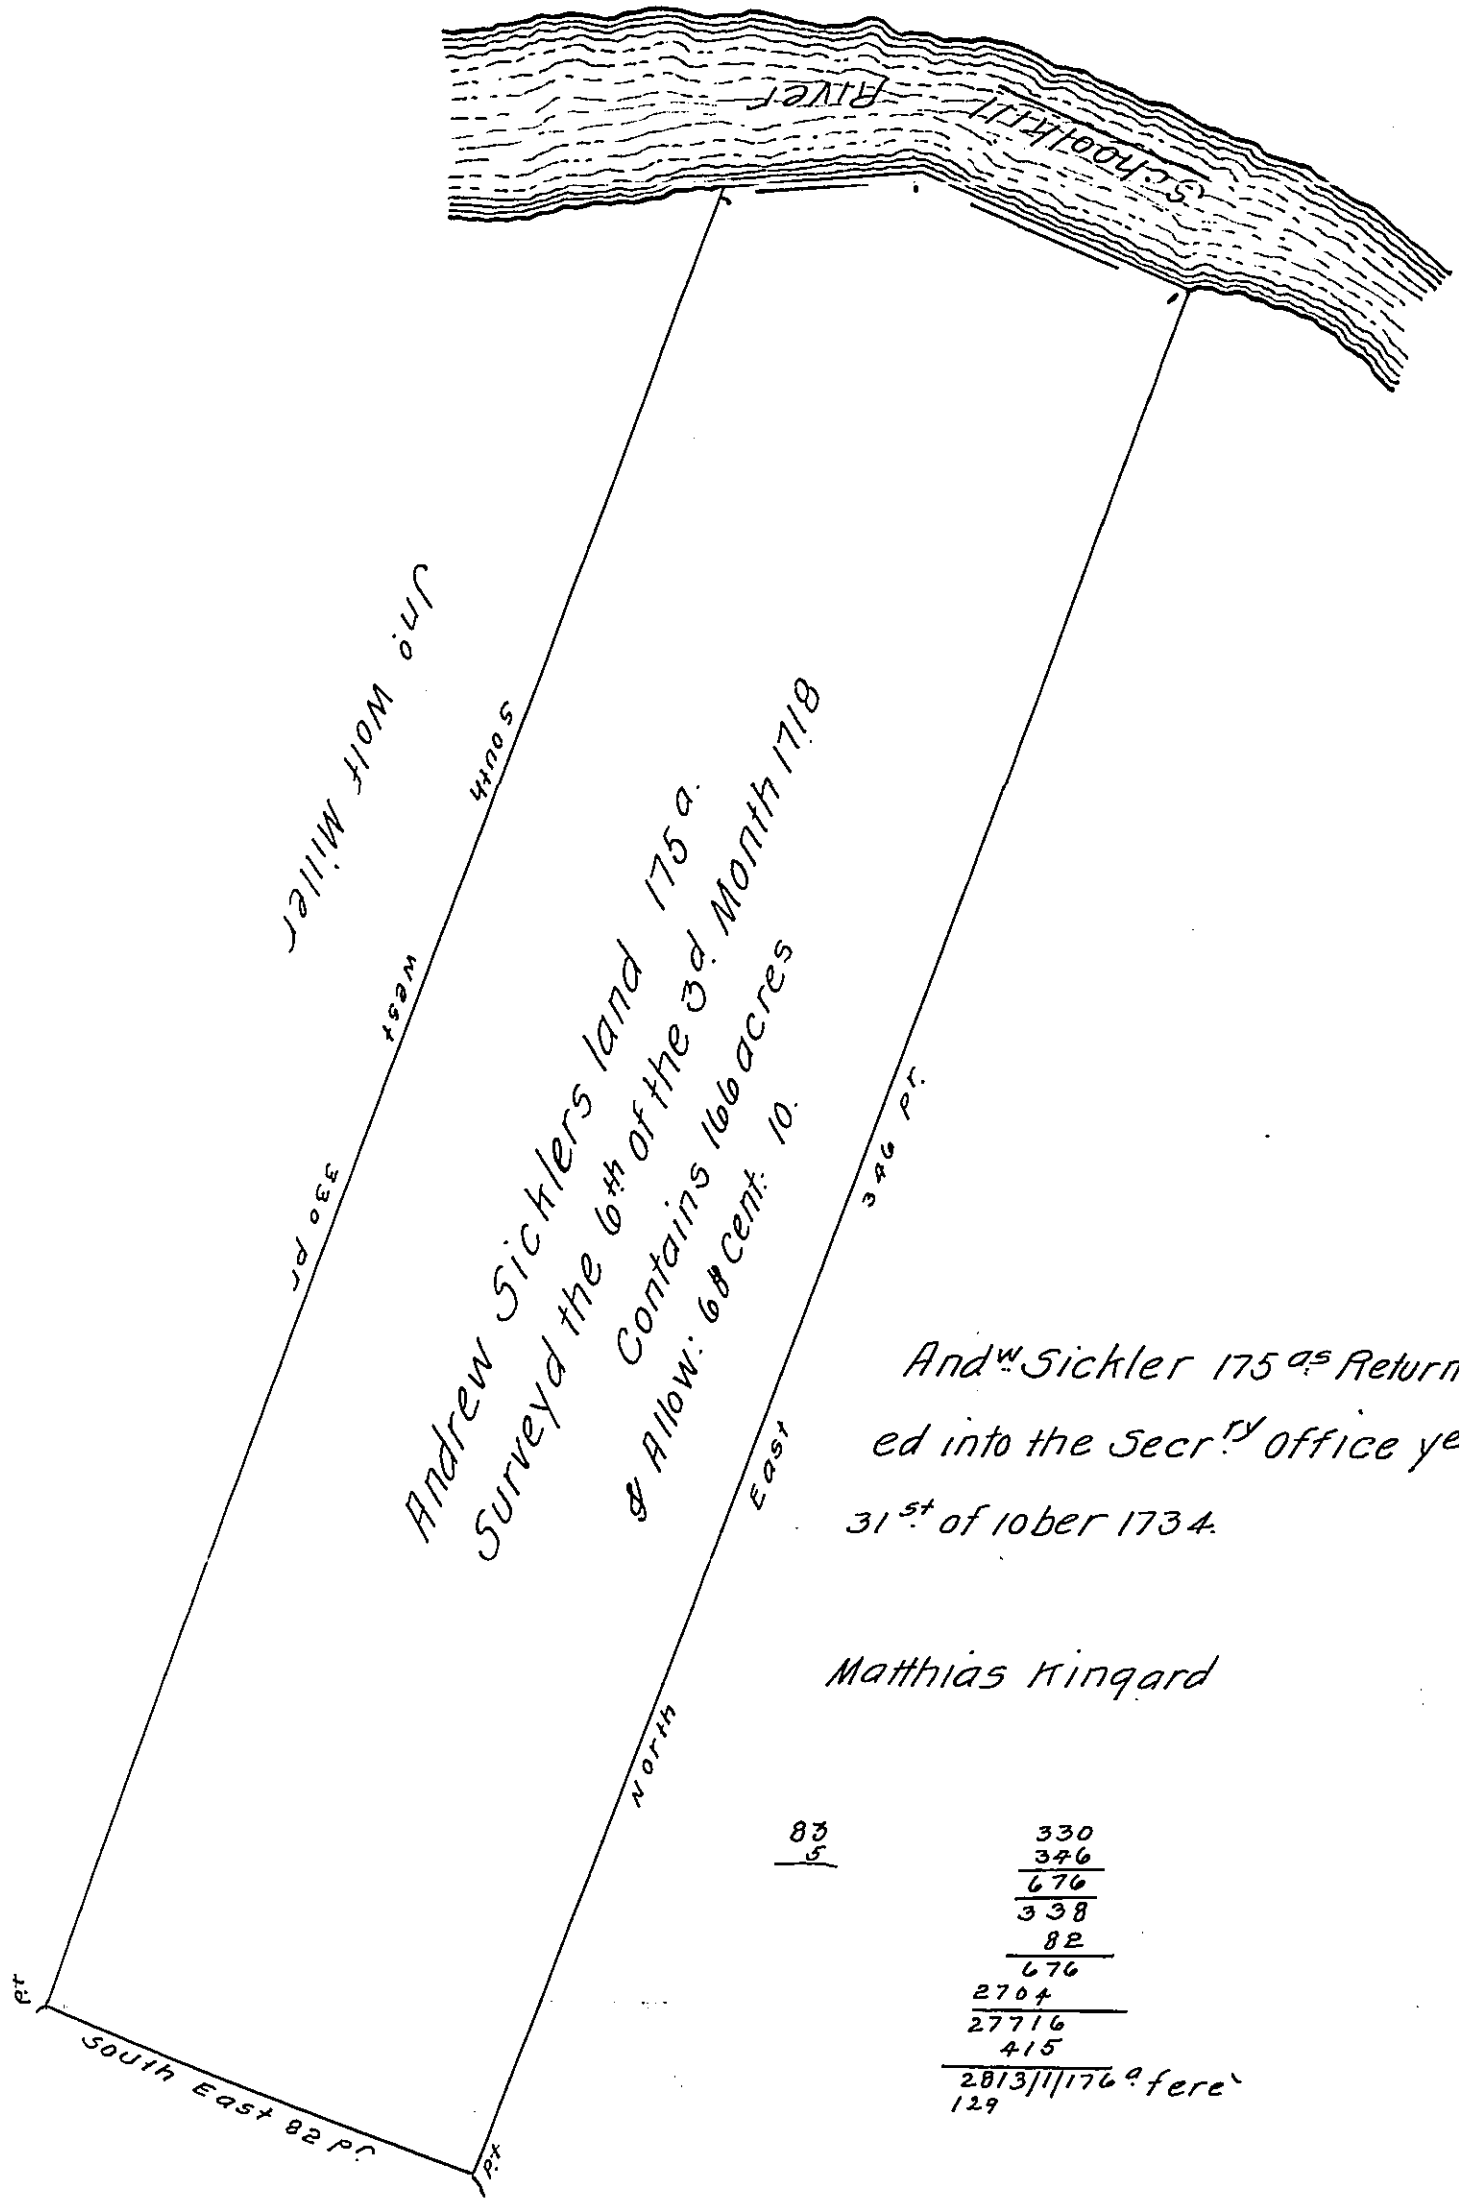 Schoolkill
River
Jno. Wolf Miller
South
West
330 pr
Andrew Sicklers land 175 a.
Surveyd the 6th of the 3d. Month 1718
Contains 166 acres
& Allow: 6 ₱ Cent: 10.
346 pr.
East
North
Andw. Sickler 175 as. Return
ed into the Secr.ry office ye
31st. of 10ber 1734.
Matthias Kingard
p.t
South East 82 pr.
p.t
83
5
330
346
676
338
82
676
2704
27716
415
2813/1/176 a. fere`
129